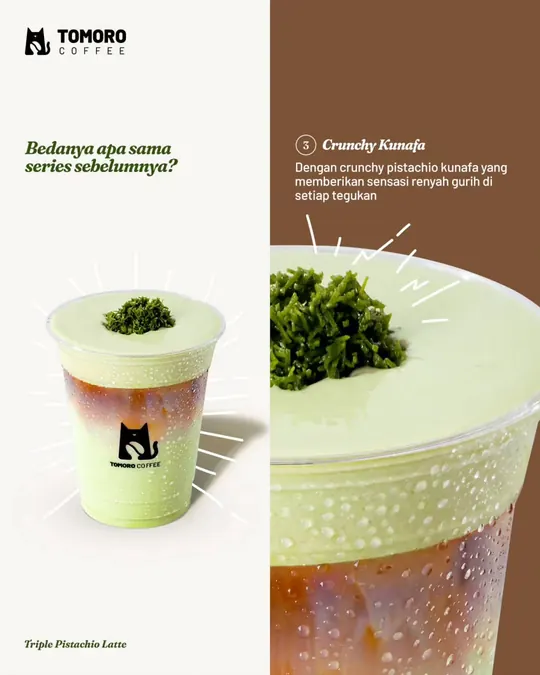 TOMORO
COFFEE
Bedanya apa sama
series sebelumnya?
3 Crunchy Kunafa
Dengan crunchy pistachio kunafa yang
memberikan sensasi renyah gurih di
setiap tegukan
TOMORO COFFEE
Triple Pistachio Latte